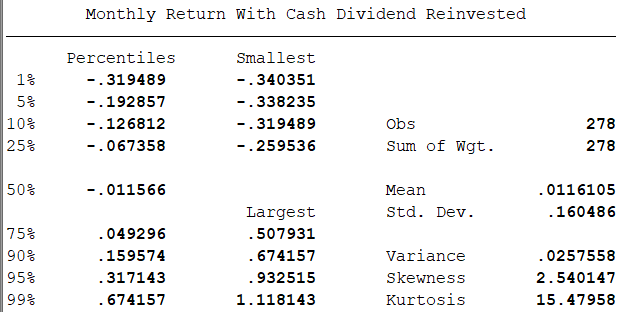 Monthly Return With Cash Dividend Reinvested
Percentiles Smallest
1% -.319489 -.340351
5% -.192857 -.338235
10% -.126812 -.319489 Obs 278
25% -.067358 -.259536 Sum of Wgt. 278
50% -.011566 Mean .0116105
Largest Std. Dev. .160486
75% .049296 .507931
90% .159574 .674157 Variance .0257558
95% .317143 .932515 Skewness 2.540147
99% .674157 1.118143 Kurtosis 15.47958